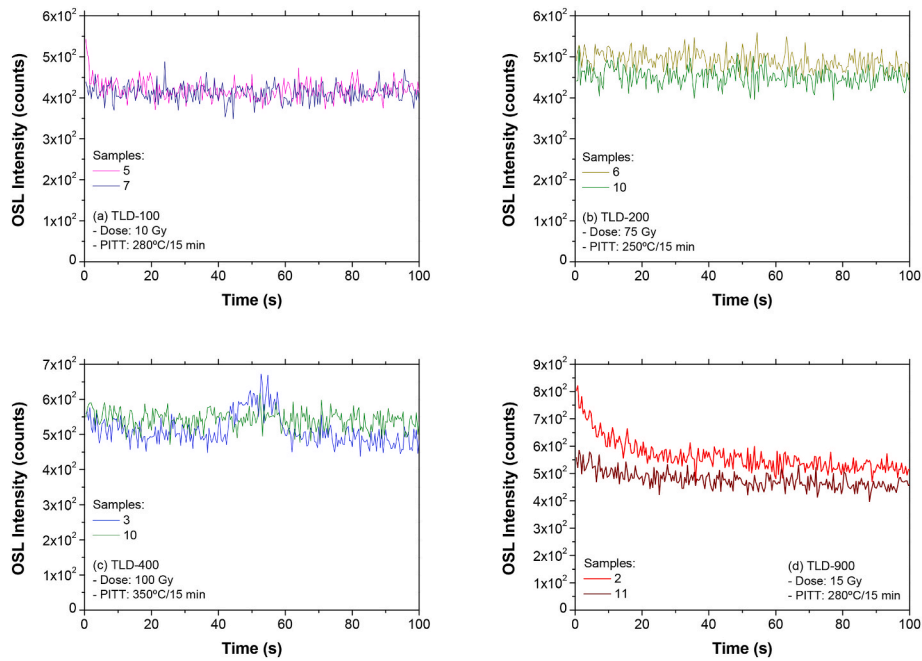 6x10²
5x10²
4x10²
3x10²
2x10²
1x10²
0
OSL Intensity (counts)
Samples:
5
7
(a) TLD-100
- Dose: 10 Gy
- PITT: 280ºC/15 min
0 20 40 60 80 100
Time (s)
6x10²
5x10²
4x10²
3x10²
2x10²
1x10²
0
OSL Intensity (counts)
Samples:
6
10
(b) TLD-200
- Dose: 75 Gy
- PITT: 250ºC/15 min
0 20 40 60 80 100
Time (s)
7x10²
6x10²
5x10²
4x10²
3x10²
2x10²
1x10²
0
OSL Intensity (counts)
Samples:
3
10
(c) TLD-400
- Dose: 100 Gy
- PITT: 350ºC/15 min
0 20 40 60 80 100
Time (s)
9x10²
8x10²
7x10²
6x10²
5x10²
4x10²
3x10²
2x10²
1x10²
0
OSL Intensity (counts)
Samples:
2
11
(d) TLD-900
- Dose: 15 Gy
- PITT: 280ºC/15 min
0 20 40 60 80 100
Time (s)